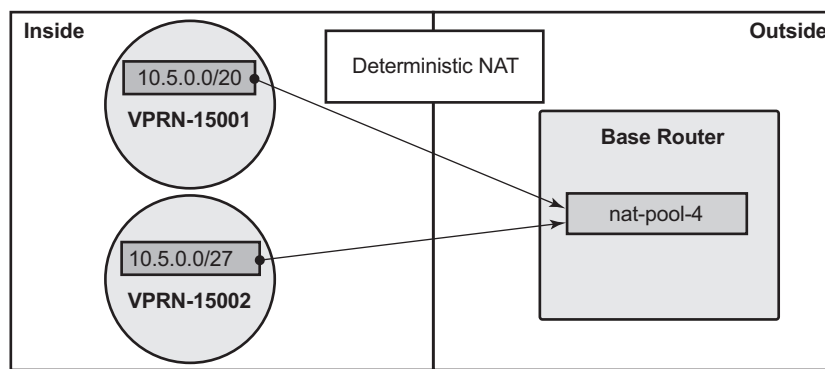 Inside
Outside
Deterministic NAT
10.5.0.0/20
VPRN-15001
Base Router
nat-pool-4
10.5.0.0/27
VPRN-15002